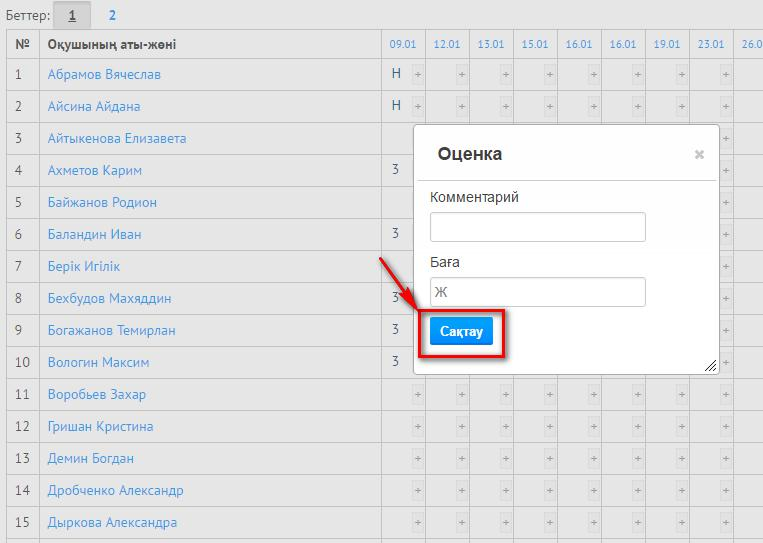 Беттер: 1 2
№ Оқушының аты-жөні 09.01 12.01 13.01 15.01 16.01 16.01 19.01 23.01 26.0
1 Абрамов Вячеслав Н + + + + + + + +
2 Айсина Айдана Н + + + + + + + +
3 Айтыкенова Елизавета +
Оценка ×
4 Ахметов Карим 3 +
Комментарий
5 Байжанов Родион +
6 Баландин Иван 3 +
Баға
7 Берік Игілік +
8 Бехбудов Махяддин 3 +
Ж
9 Богажанов Темирлан 3 +
Сақтау
10 Вологин Максим 3 +
11 Воробьев Захар + + + + + + + +
12 Гришан Кристина + + + + + + + +
13 Демин Богдан + + + + + + + +
14 Дробченко Александр + + + + + + + +
15 Дыркова Александра + + + + + + + +